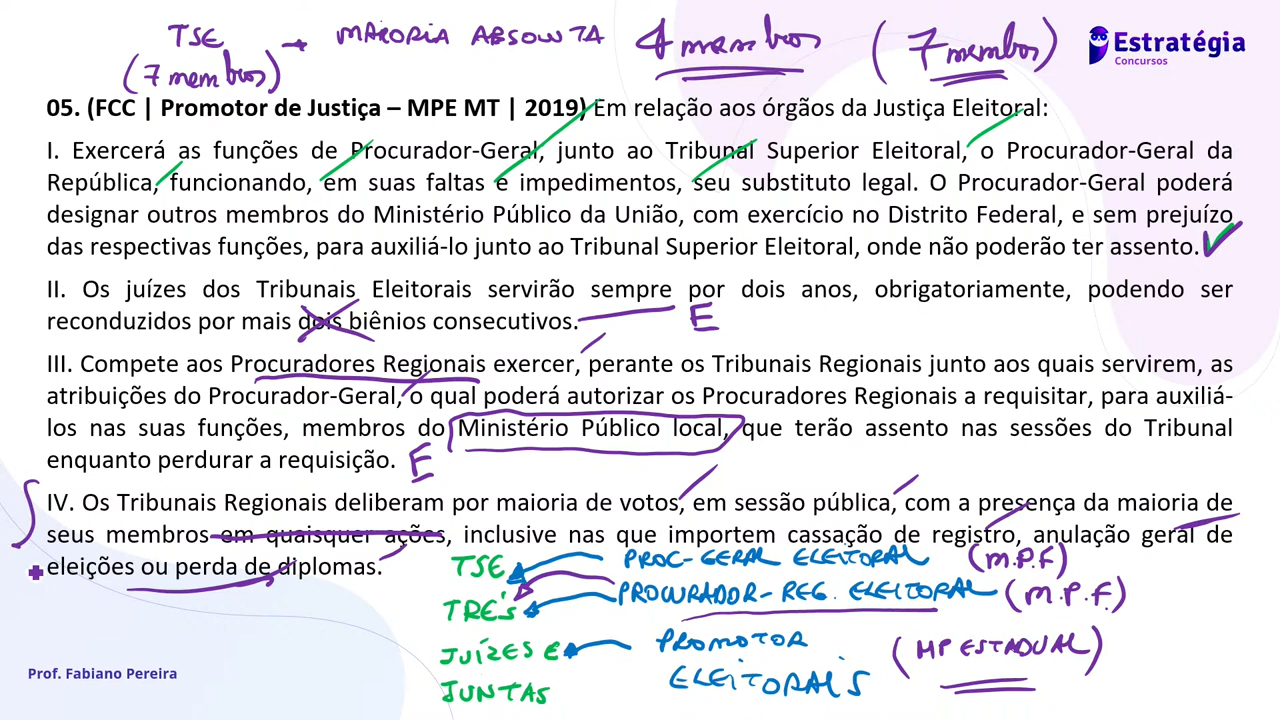 TSE → MAIORIA ABSOLUTA 4 membros (7 membros)
(7 membros)
Estratégia
Concursos
05. (FCC | Promotor de Justiça – MPE MT | 2019) Em relação aos órgãos da Justiça Eleitoral:
I. Exercerá as funções de Procurador-Geral, junto ao Tribunal Superior Eleitoral, o Procurador-Geral da
República, funcionando, em suas faltas e impedimentos, seu substituto legal. O Procurador-Geral poderá
designar outros membros do Ministério Público da União, com exercício no Distrito Federal, e sem prejuízo
das respectivas funções, para auxiliá-lo junto ao Tribunal Superior Eleitoral, onde não poderão ter assento.
II. Os juízes dos Tribunais Eleitorais servirão sempre por dois anos, obrigatoriamente, podendo ser
reconduzidos por mais dois biênios consecutivos. E
III. Compete aos Procuradores Regionais exercer, perante os Tribunais Regionais junto aos quais servirem, as
atribuições do Procurador-Geral, o qual poderá autorizar os Procuradores Regionais a requisitar, para auxiliá-
los nas suas funções, membros do Ministério Público local, que terão assento nas sessões do Tribunal
enquanto perdurar a requisição. E
IV. Os Tribunais Regionais deliberam por maioria de votos, em sessão pública, com a presença da maioria de
seus membros em quaisquer ações, inclusive nas que importem cassação de registro, anulação geral de
eleições ou perda de diplomas.
TSE ← PROC-GERAL ELEITORAL (M.P.F)
TRE'S ← PROCURADOR-REG. ELEITORAL (M.P.F.)
JUÍZES E ← PROMOTOR (MP ESTADUAL)
JUNTAS ELEITORAIS
Prof. Fabiano Pereira